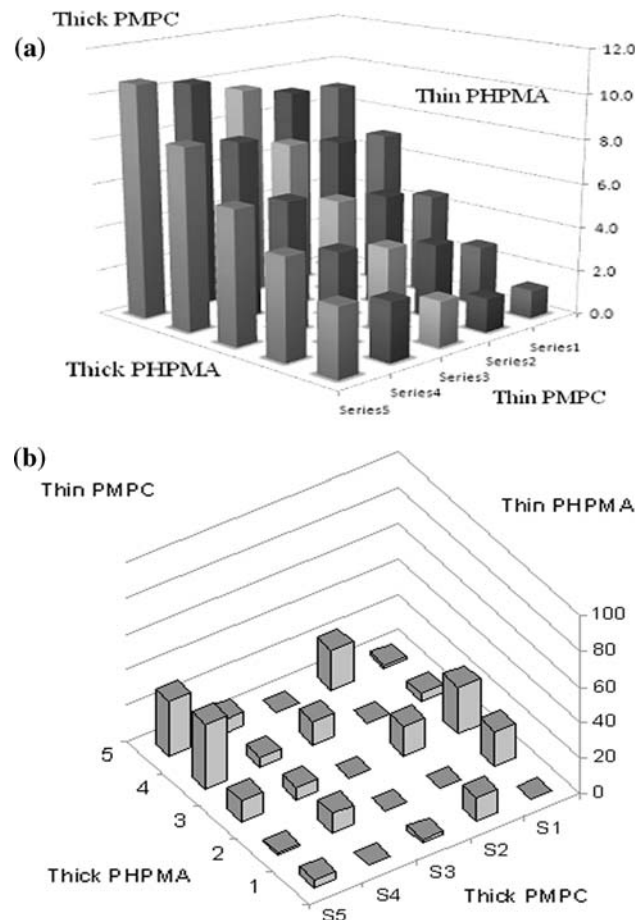 Thick PMPC
(a)
12.0
Thin PHPMA
10.0
8.0
6.0
4.0
2.0
0.0
Thick PHPMA
Series1
Series2
Series3
Series4
Series5
Thin PMPC
(b)
Thin PMPC
Thin PHPMA
100
80
60
40
20
0
5
4
3
2
1
S1
S2
S3
S4
S5
Thick PHPMA
Thick PMPC